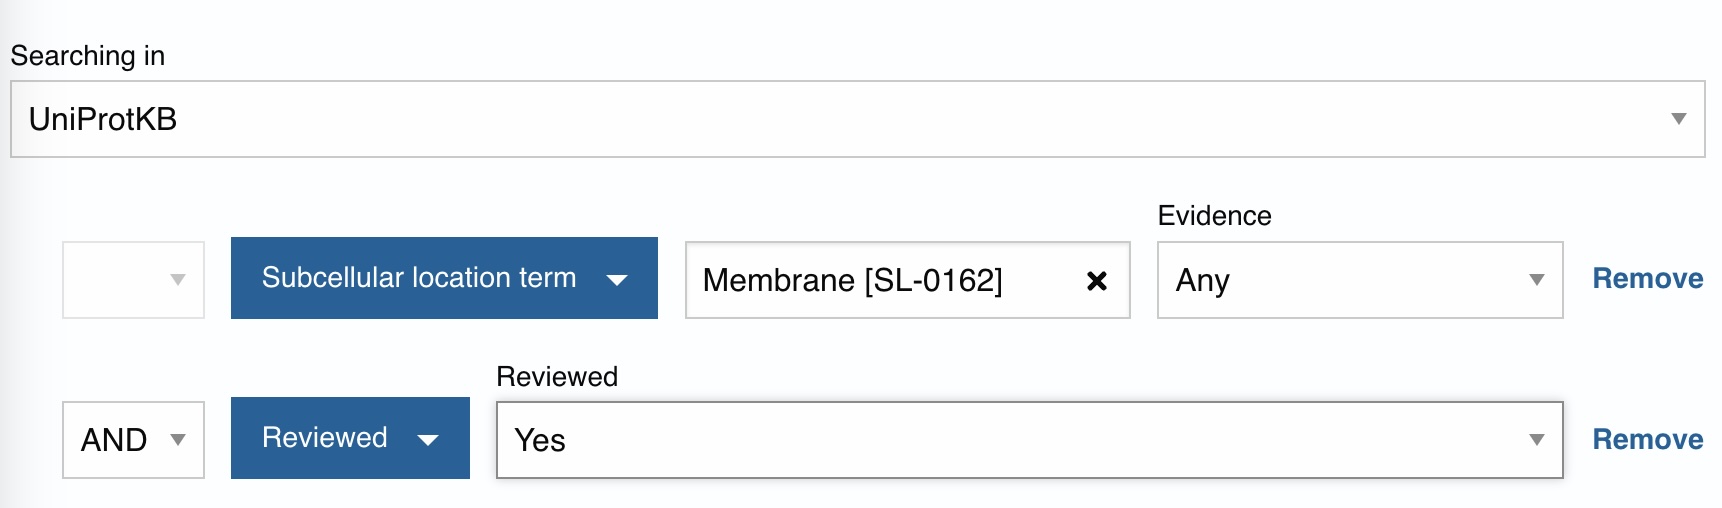 Searching in
UniProtKB
Evidence
Subcellular location term Membrane [SL-0162] Any Remove
Reviewed
AND Reviewed Yes Remove